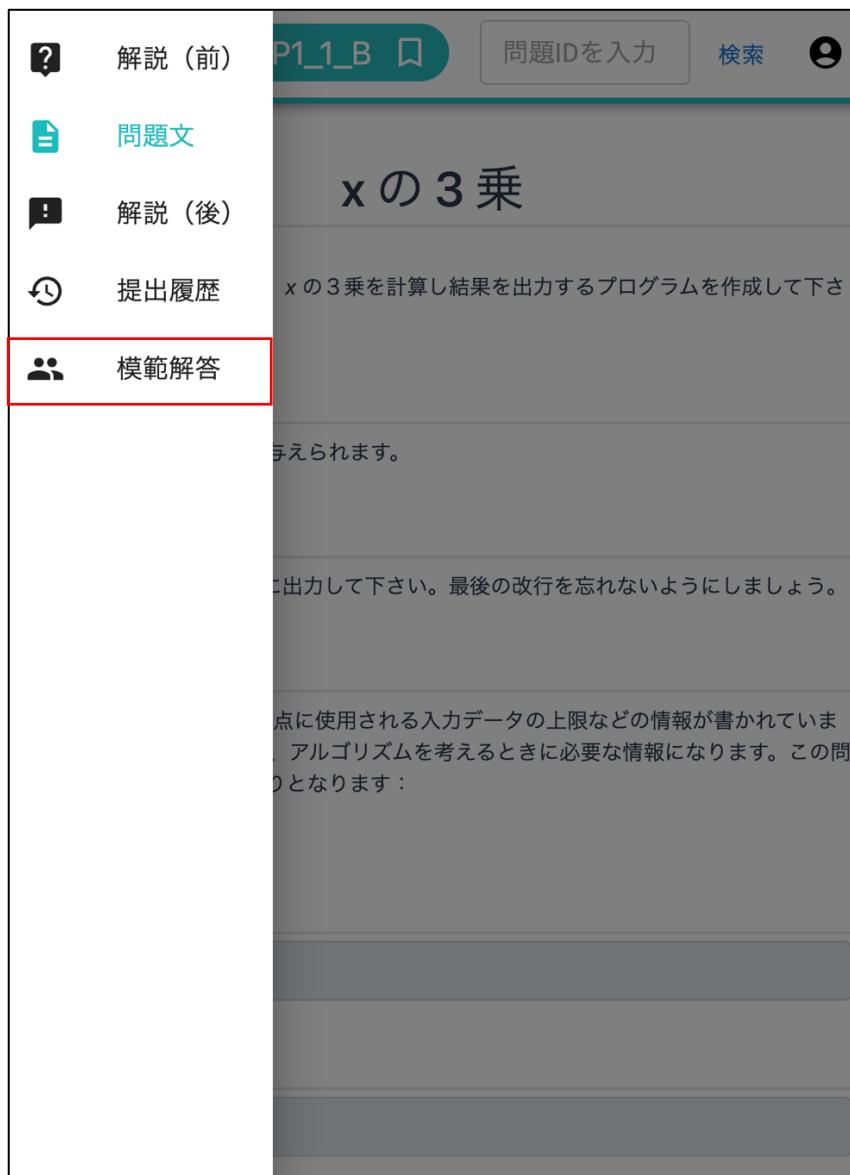 解説（前）
P1_1_B
問題IDを入力
検索
問題文
解説（後）
提出履歴
模範解答
x の 3 乗
x の３乗を計算し結果を出力するプログラムを作成して下さ
与えられます。
に出力して下さい。最後の改行を忘れないようにしましょう。
点に使用される入力データの上限などの情報が書かれていま
、アルゴリズムを考えるときに必要な情報になります。この問
りとなります：